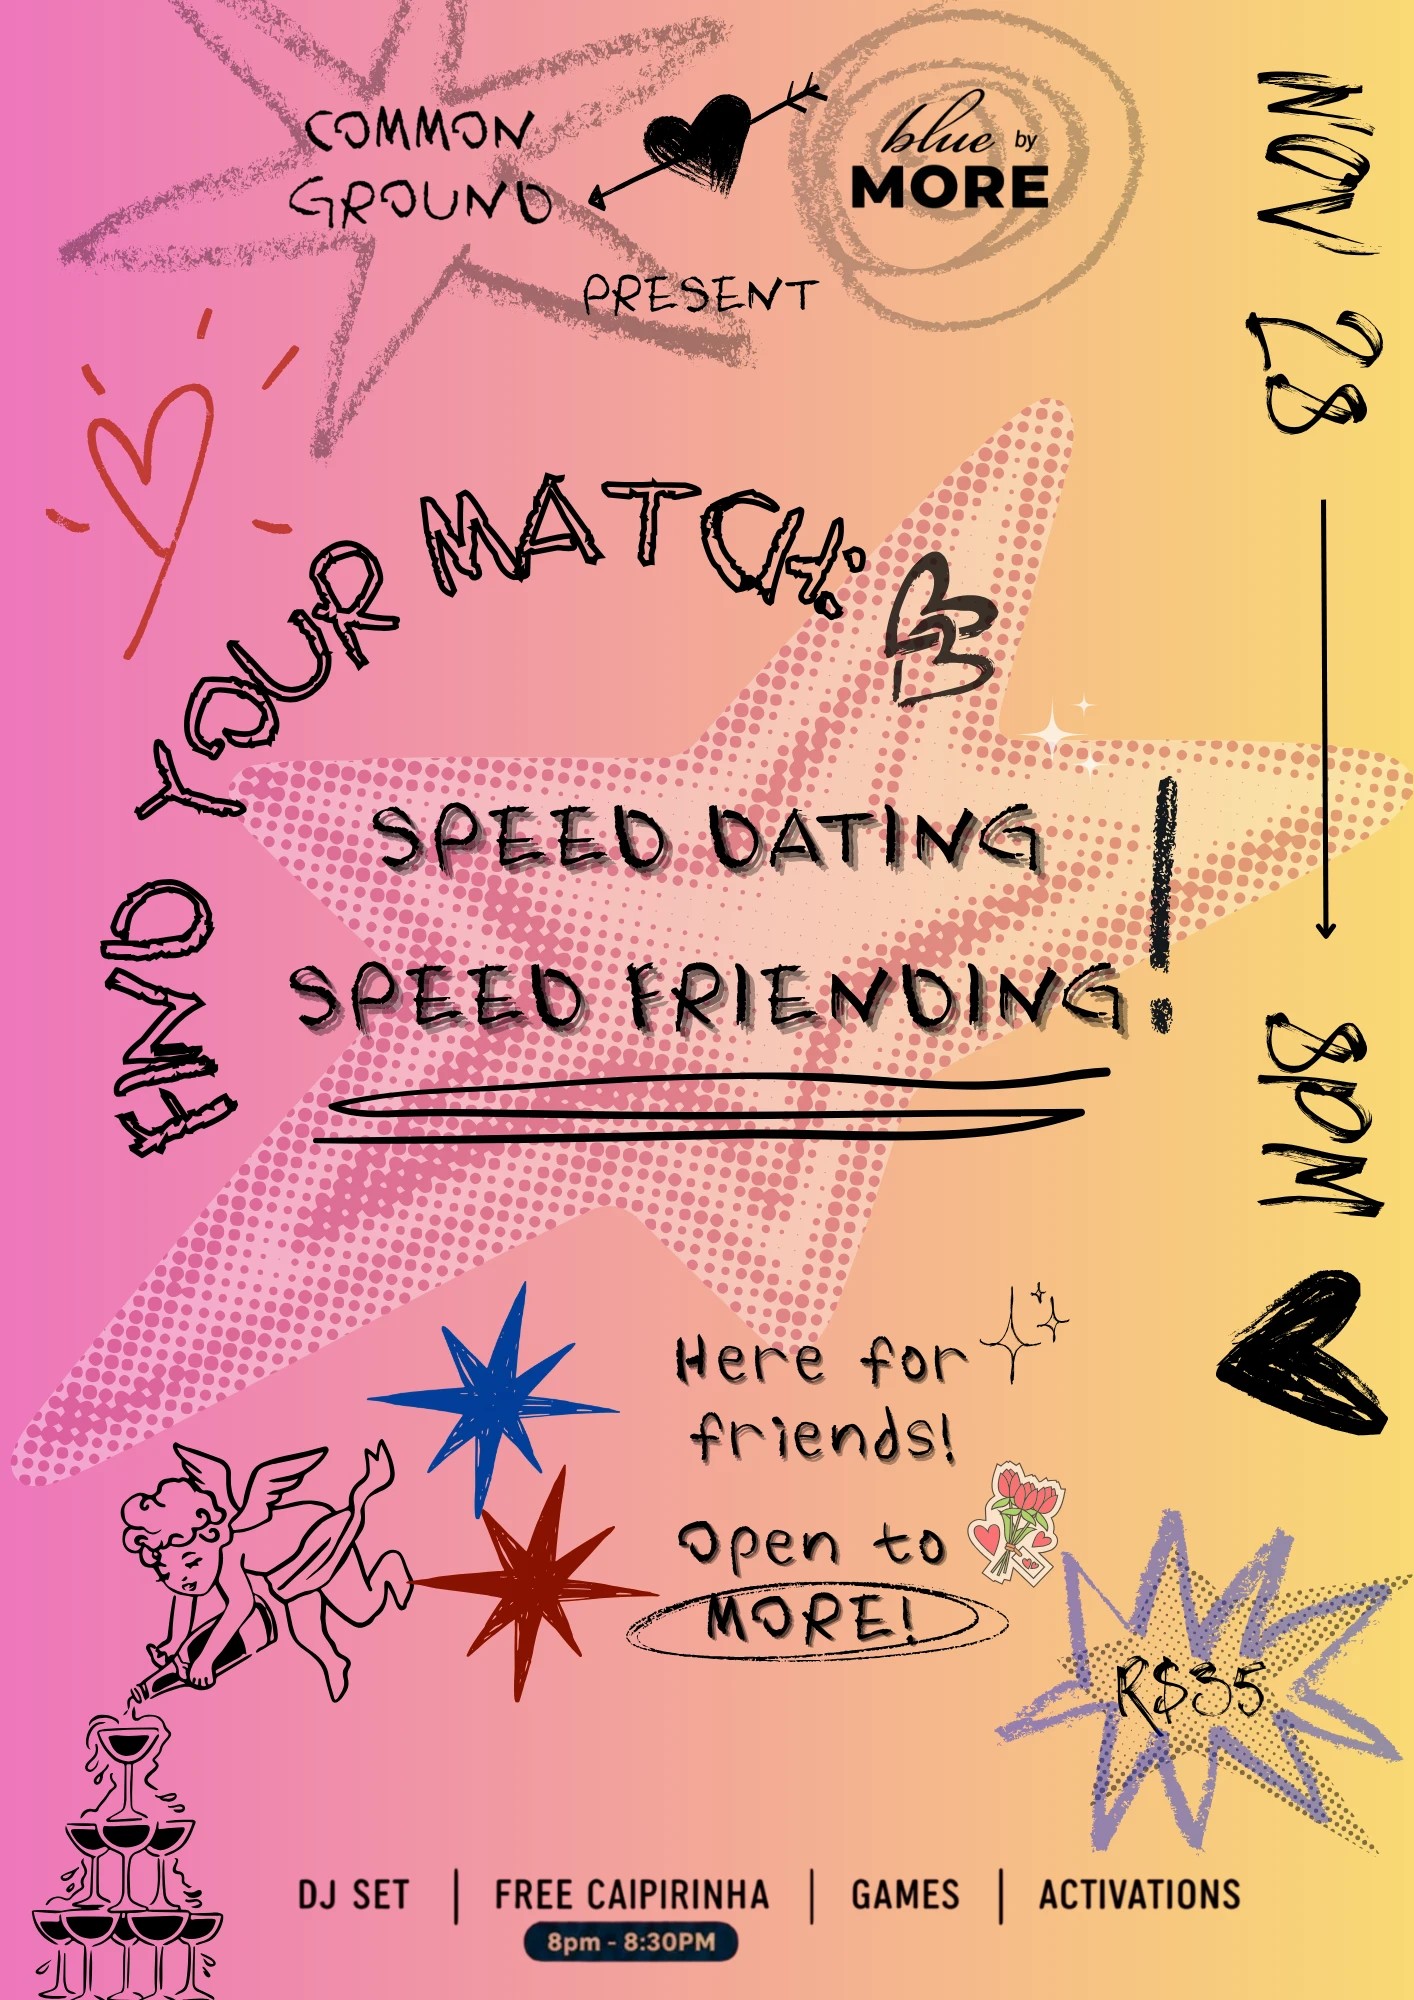 COMMON
GROUND
blue by
MORE
PRESENT
NOV 28
8PM
FIND YOUR MATCH:
SPEED DATING
SPEED FRIENDING!
Here for
friends!
Open to
MORE!
R$35
DJ SET | FREE CAIPIRINHA | GAMES | ACTIVATIONS
8pm - 8:30PM